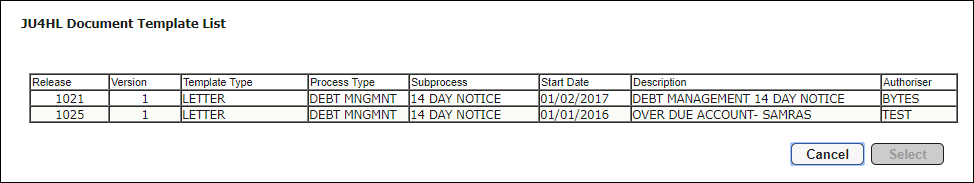 JU4HL Document Template List
Release Version Template Type Process Type Subprocess Start Date Description Authoriser
1021 1 LETTER DEBT MNGMNT 14 DAY NOTICE 01/02/2017 DEBT MANAGEMENT 14 DAY NOTICE BYTES
1025 1 LETTER DEBT MNGMNT 14 DAY NOTICE 01/01/2016 OVER DUE ACCOUNT- SAMRAS TEST
Cancel Select